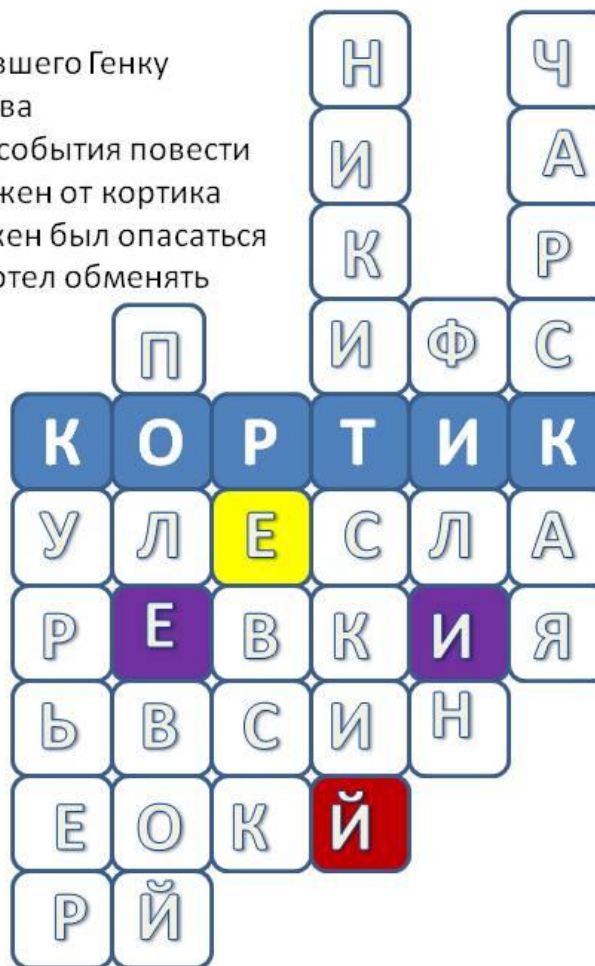 вшего Генку
ва
события повести
жен от кортика
жен был опасаться
отел обменять
Н Ч
И А
К Р
П И Ф С
К О Р Т И К
У Л Е С Л А
Р Е В К И Я
Ь В С И Н
Е О К Й
Р Й